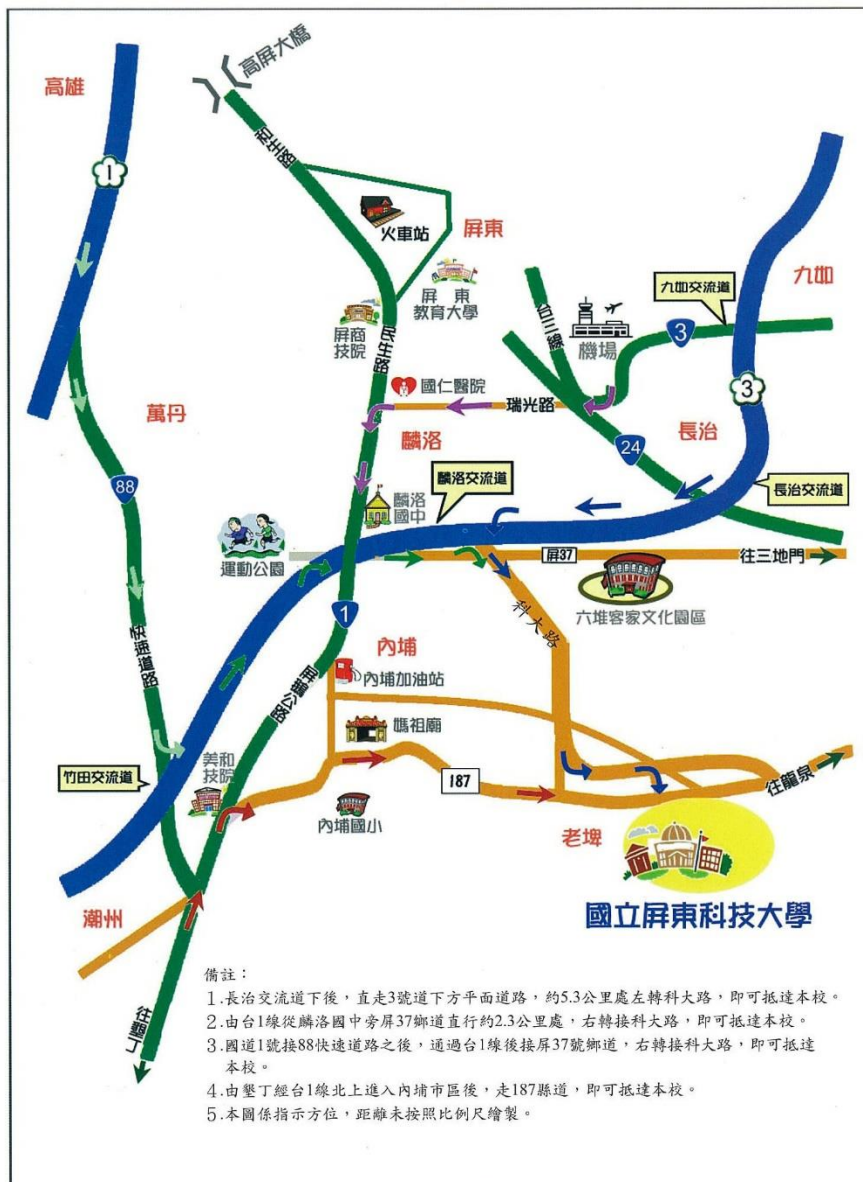 高屏大橋
高雄
1
和生路
火車站
屏東
九如
屏東
教育大學
九如交流道
台三線
機場
3
屏商
技院
民生路
國仁醫院
瑞光路
3
萬丹
麟洛
24
長治
88
麟洛交流道
長治交流道
麟洛
國中
運動公園
屏37
往三地門
六堆客家文化園區
1
科大路
快速道路
屏鵝公路
內埔
內埔加油站
媽祖廟
美和
技院
竹田交流道
187
往龍泉
內埔國小
老埤
潮州
國立屏東科技大學
往墾丁
備註：
1.長治交流道下後，直走3號道下方平面道路，約5.3公里處左轉科大路，即可抵達本校。
2.由台1線從麟洛國中旁屏37鄉道直行約2.3公里處，右轉接科大路，即可抵達本校。
3.國道1號接88快速道路之後，通過台1線後接屏37號鄉道，右轉接科大路，即可抵達
本校。
4.由墾丁經台1線北上進入內埔市區後，走187縣道，即可抵達本校。
5.本圖係指示方位，距離未按照比例尺繪製。